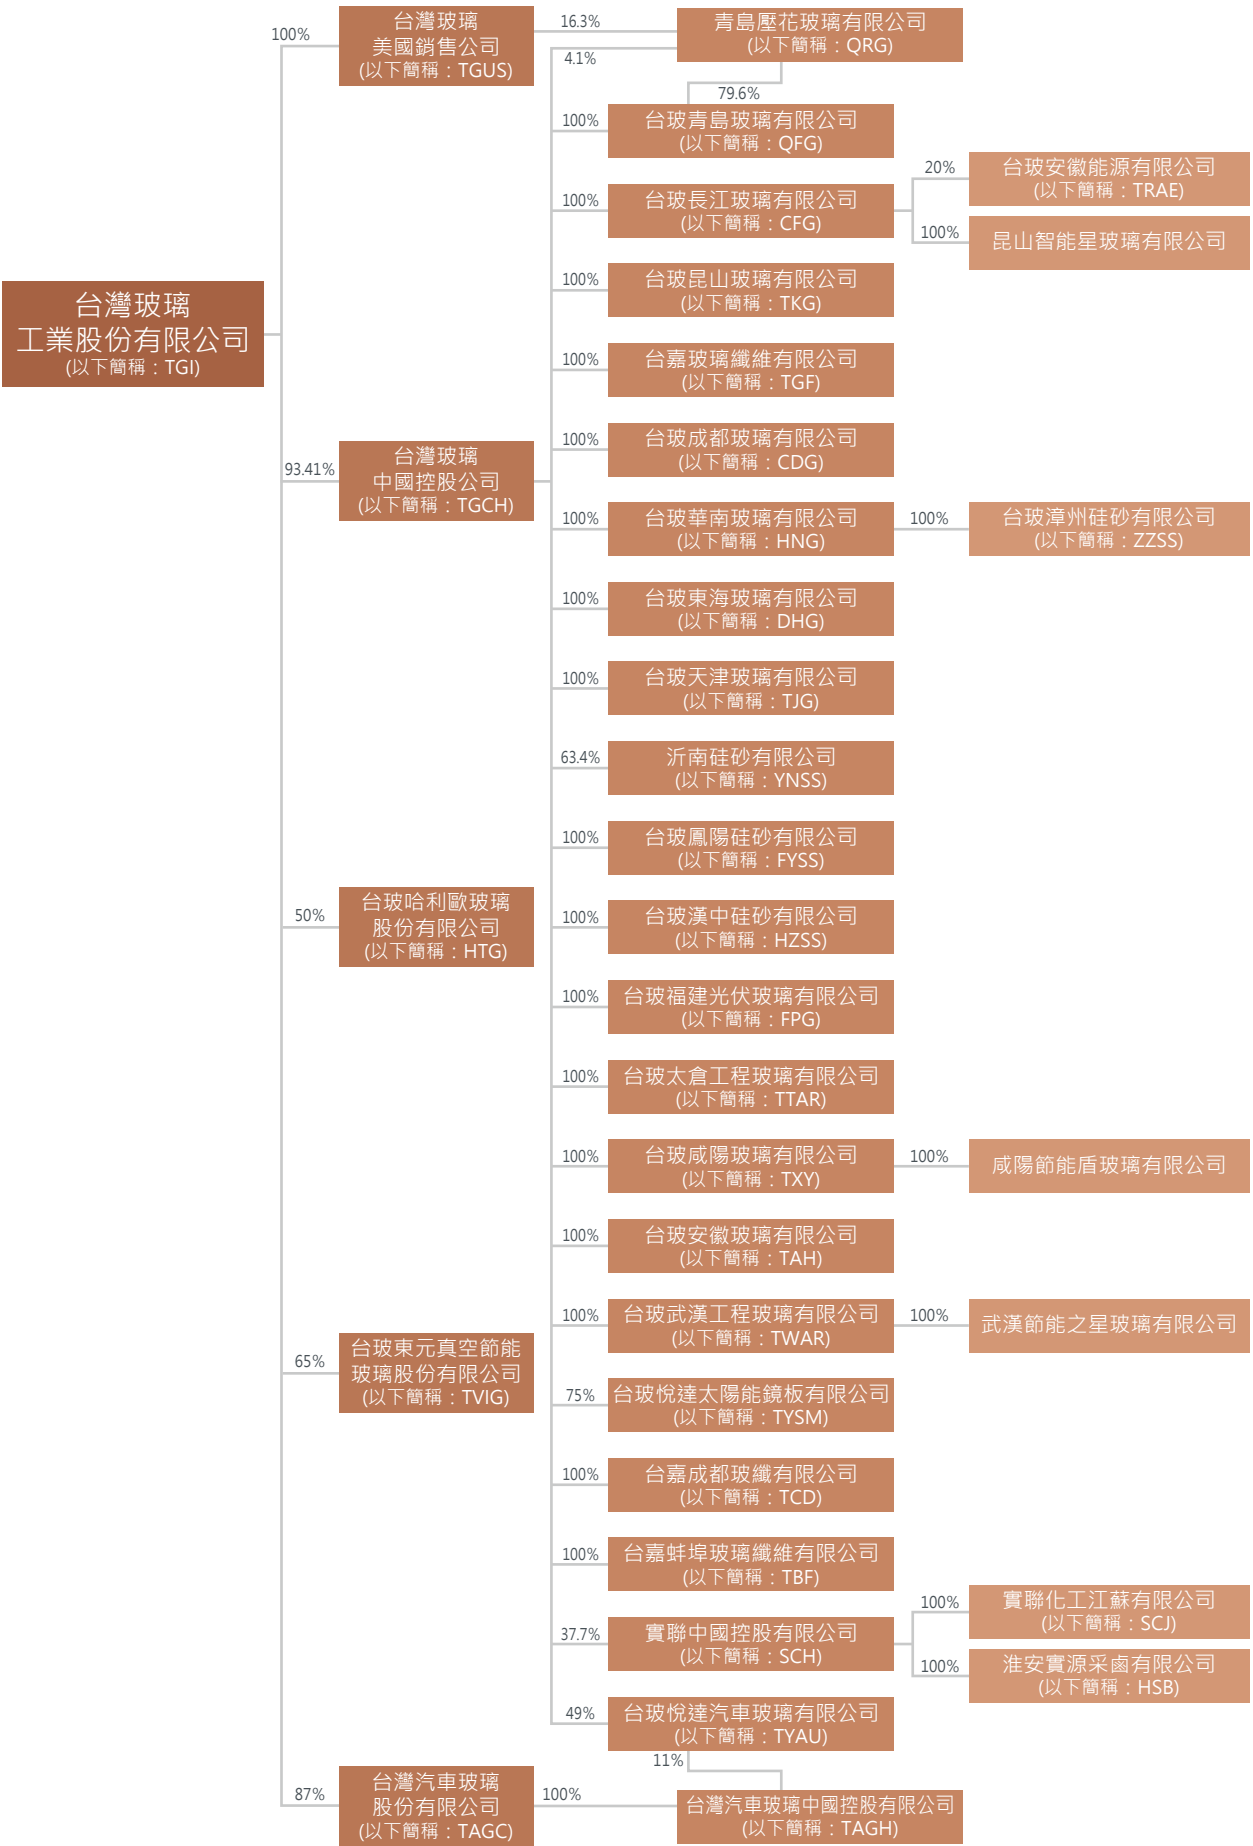 100%
台灣玻璃
美國銷售公司
(以下簡稱：TGUS)
16.3%
青島壓花玻璃有限公司
(以下簡稱：QRG)
4.1%
79.6%
100%
台玻青島玻璃有限公司
(以下簡稱：QFG)
100%
台玻長江玻璃有限公司
(以下簡稱：CFG)
20%
台玻安徽能源有限公司
(以下簡稱：TRAE)
100%
昆山智能星玻璃有限公司
100%
台玻昆山玻璃有限公司
(以下簡稱：TKG)
台灣玻璃
工業股份有限公司
(以下簡稱：TGI)
100%
台嘉玻璃纖維有限公司
(以下簡稱：TGF)
93.41%
台灣玻璃
中國控股公司
(以下簡稱：TGCH)
100%
台玻成都玻璃有限公司
(以下簡稱：CDG)
100%
台玻華南玻璃有限公司
(以下簡稱：HNG)
100%
台玻漳州硅砂有限公司
(以下簡稱：ZZSS)
100%
台玻東海玻璃有限公司
(以下簡稱：DHG)
100%
台玻天津玻璃有限公司
(以下簡稱：TJG)
63.4%
沂南硅砂有限公司
(以下簡稱：YNSS)
100%
台玻鳳陽硅砂有限公司
(以下簡稱：FYSS)
50%
台玻哈利歐玻璃
股份有限公司
(以下簡稱：HTG)
100%
台玻漢中硅砂有限公司
(以下簡稱：HZSS)
100%
台玻福建光伏玻璃有限公司
(以下簡稱：FPG)
100%
台玻太倉工程玻璃有限公司
(以下簡稱：TTAR)
100%
台玻咸陽玻璃有限公司
(以下簡稱：TXY)
100%
咸陽節能盾玻璃有限公司
100%
台玻安徽玻璃有限公司
(以下簡稱：TAH)
100%
台玻武漢工程玻璃有限公司
(以下簡稱：TWAR)
100%
武漢節能之星玻璃有限公司
65%
台玻東元真空節能
玻璃股份有限公司
(以下簡稱：TVIG)
75%
台玻悅達太陽能鏡板有限公司
(以下簡稱：TYSM)
100%
台嘉成都玻纖有限公司
(以下簡稱：TCD)
100%
台嘉蚌埠玻璃纖維有限公司
(以下簡稱：TBF)
37.7%
實聯中國控股有限公司
(以下簡稱：SCH)
100%
實聯化工江蘇有限公司
(以下簡稱：SCJ)
100%
淮安實源采鹵有限公司
(以下簡稱：HSB)
49%
台玻悅達汽車玻璃有限公司
(以下簡稱：TYAU)
11%
87%
台灣汽車玻璃
股份有限公司
(以下簡稱：TAGC)
100%
台灣汽車玻璃中國控股有限公司
(以下簡稱：TAGH)